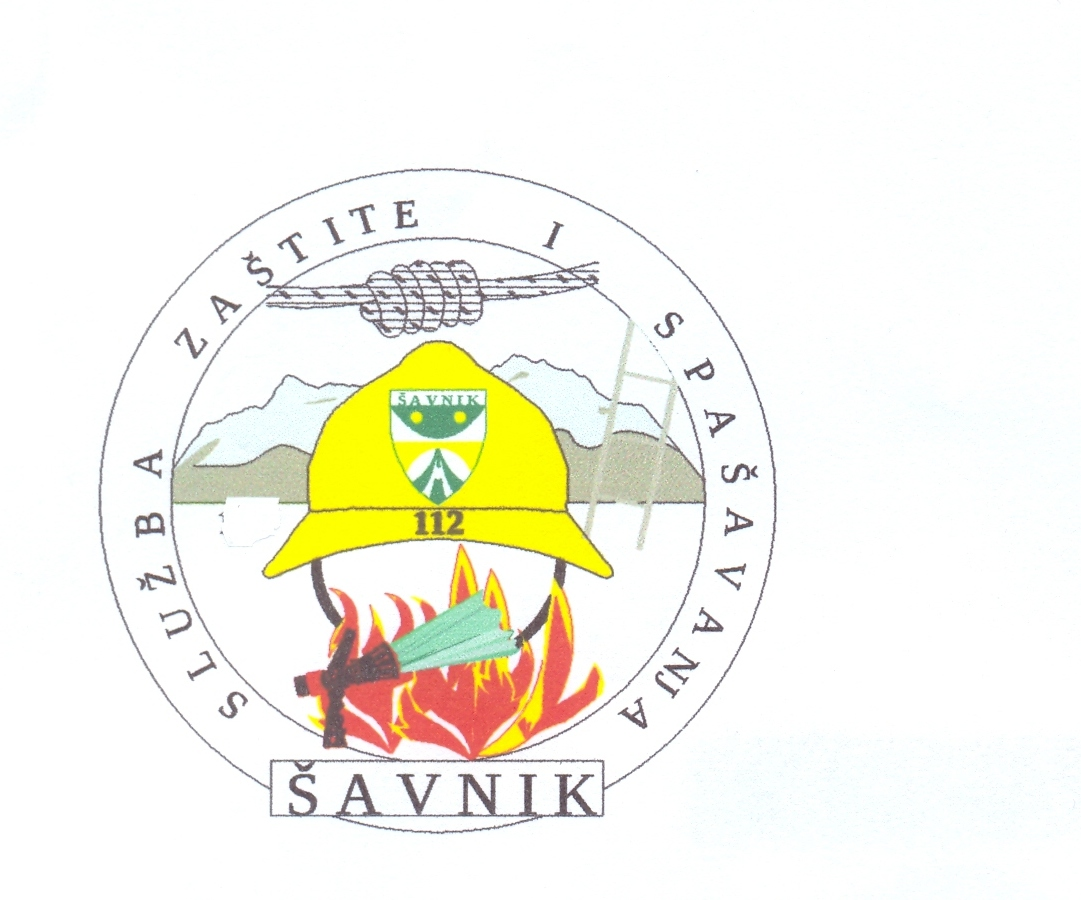 SLUŽBA ZAŠTITE I SPAŠAVANJA
ŠAVNIK
112
ŠAVNIK